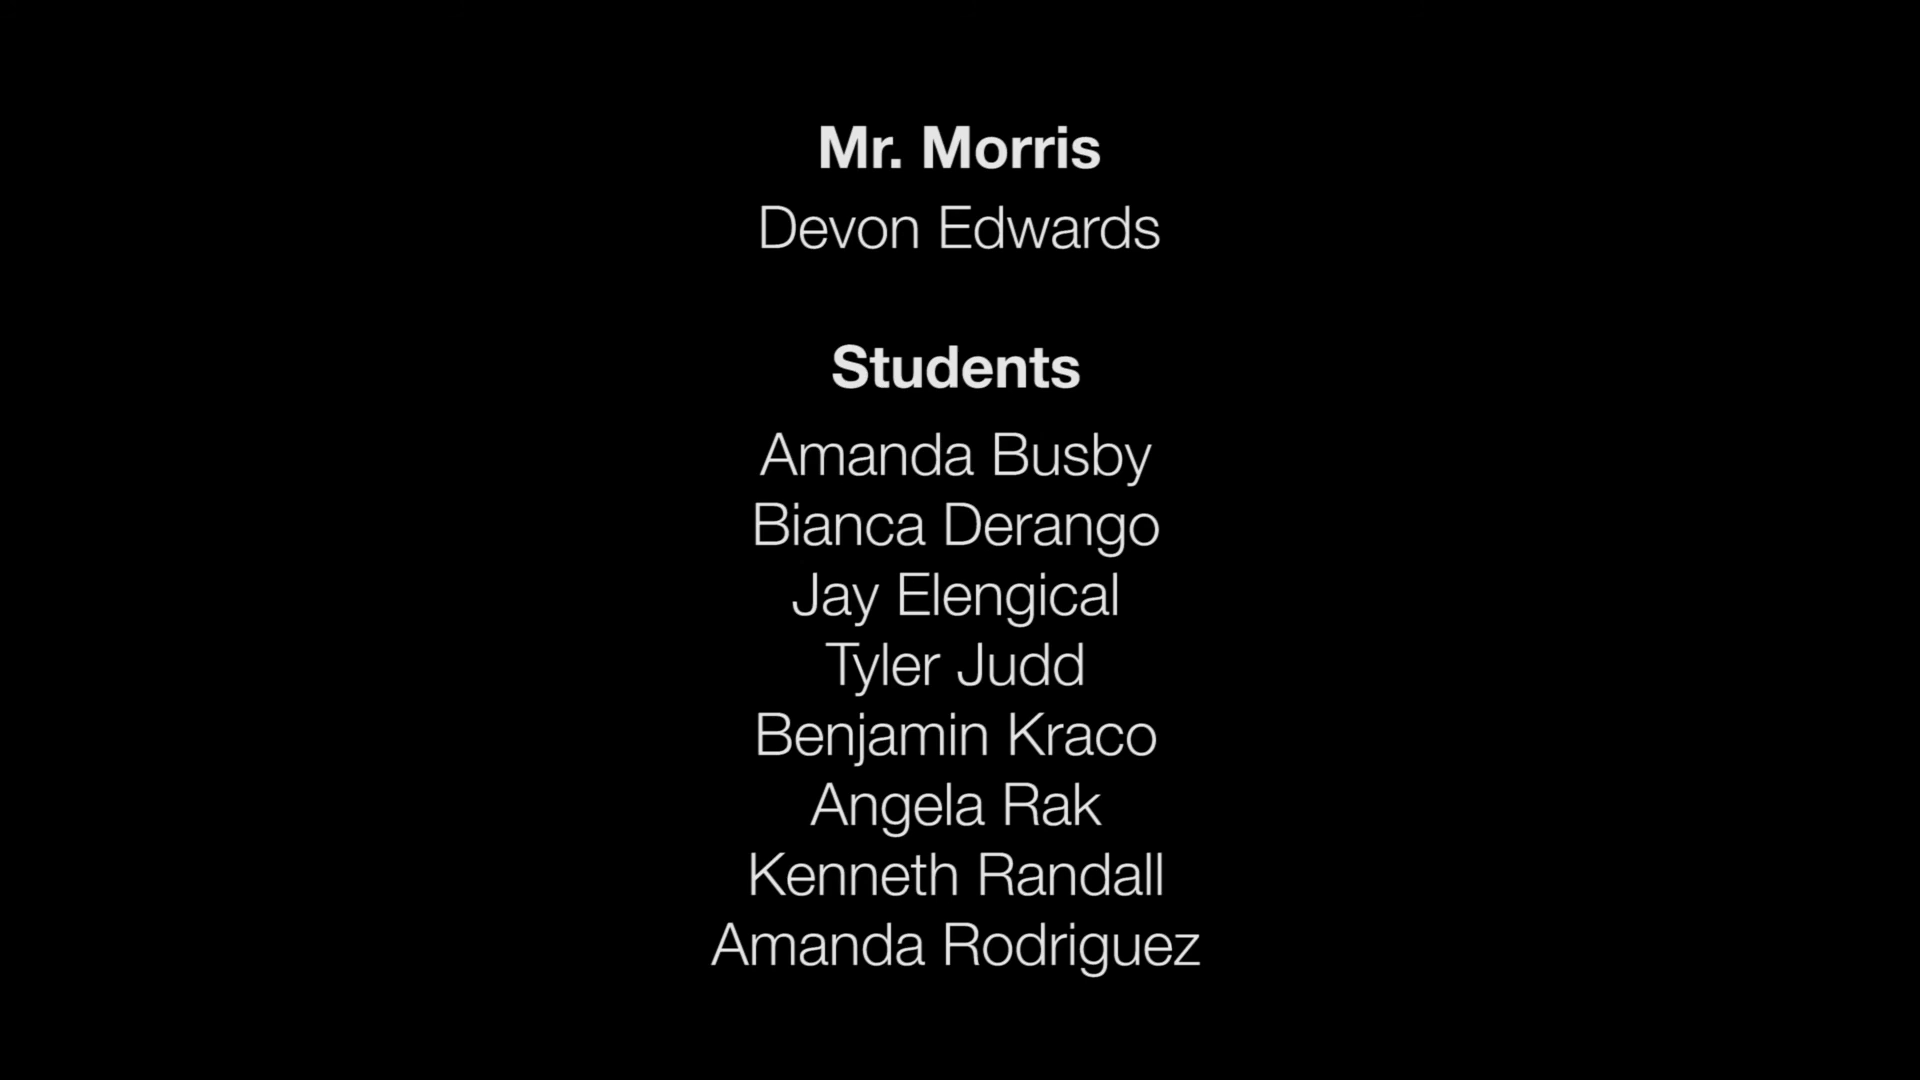 Mr. Morris
Devon Edwards
Students
Amanda Busby
Bianca Derango
Jay Elengical
Tyler Judd
Benjamin Kraco
Angela Rak
Kenneth Randall
Amanda Rodriguez